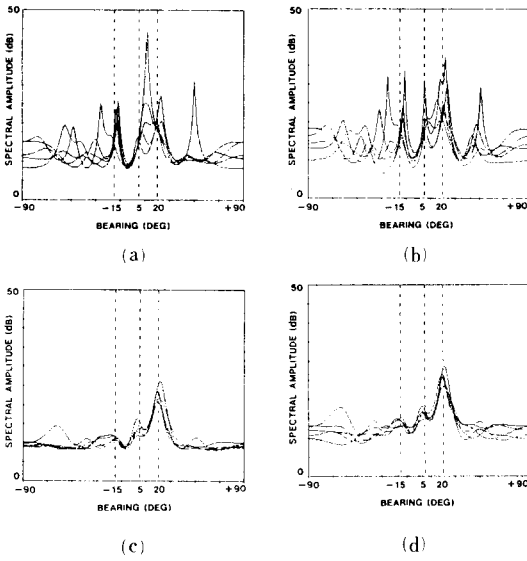 50
SPECTRAL AMPLITUDE (dB)
0
-90 -15 5 20 +90
BEARING (DEG)
(a)
50
SPECTRAL AMPLITUDE (dB)
0
-90 -15 5 20 +90
BEARING (DEG)
(b)
50
SPECTRAL AMPLITUDE (dB)
0
-90 -15 5 20 +90
BEARING (DEG)
(c)
50
SPECTRAL AMPLITUDE (dB)
0
-90 -15 5 20 +90
BEARING (DEG)
(d)